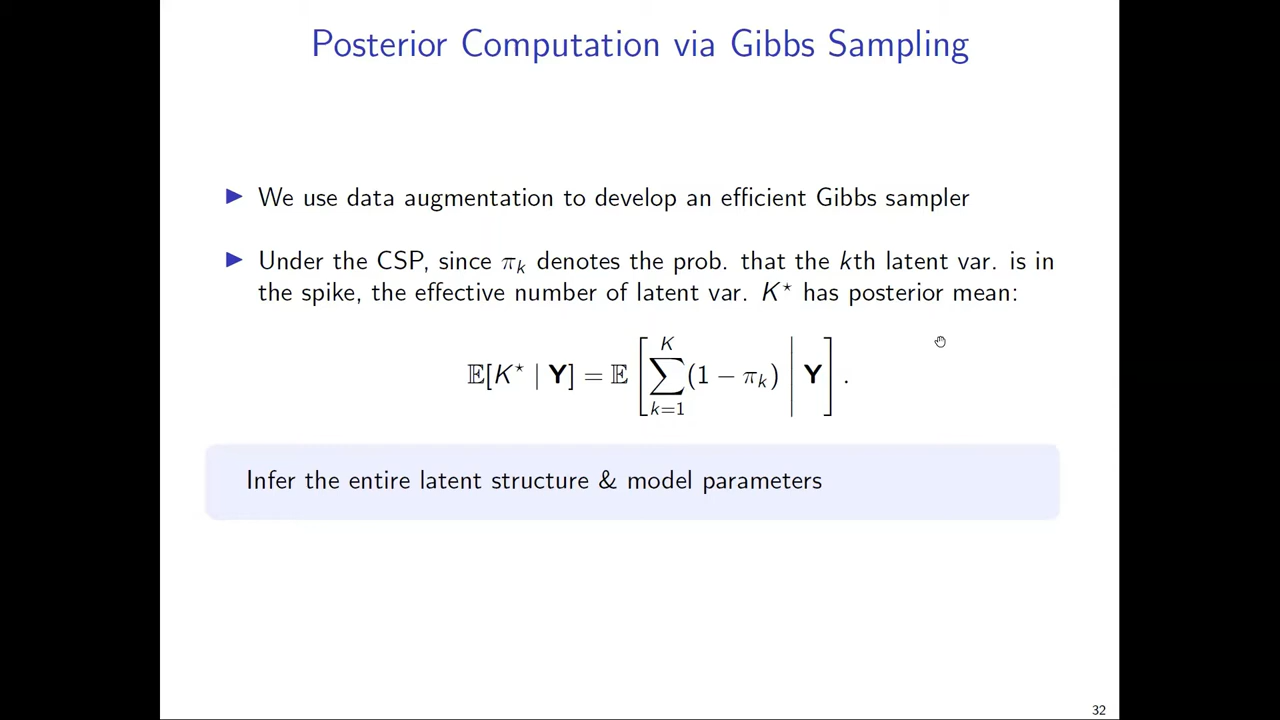 Posterior Computation via Gibbs Sampling
▶ We use data augmentation to develop an efficient Gibbs sampler
▶ Under the CSP, since π_k denotes the prob. that the kth latent var. is in
the spike, the effective number of latent var. K⋆ has posterior mean:
𝔼[K⋆ | Y] = 𝔼 [ ∑_{k=1}^{K} (1 − π_k) | Y ] .
Infer the entire latent structure & model parameters
32